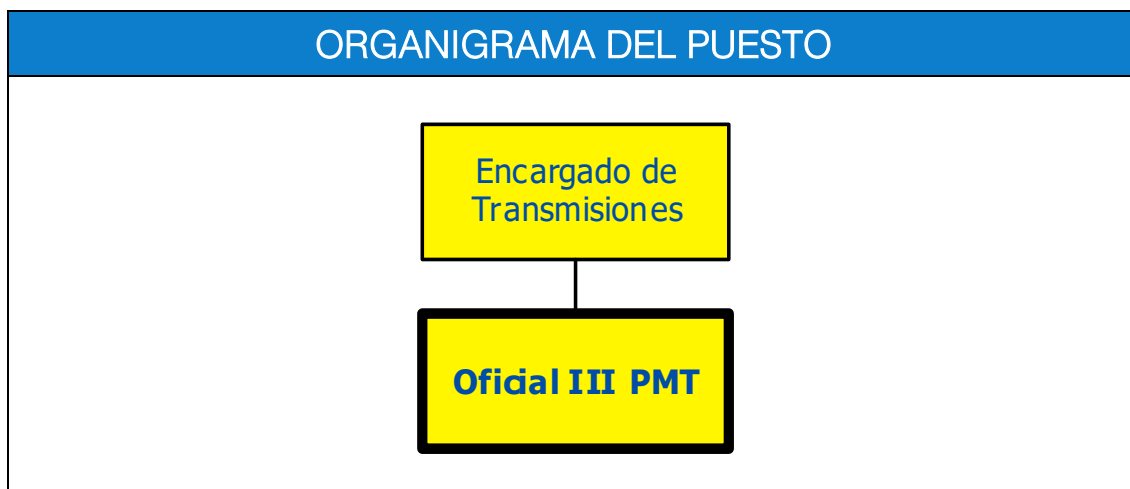 ORGANIGRAMA DEL PUESTO
Encargado de
Transmisiones
Oficial III PMT